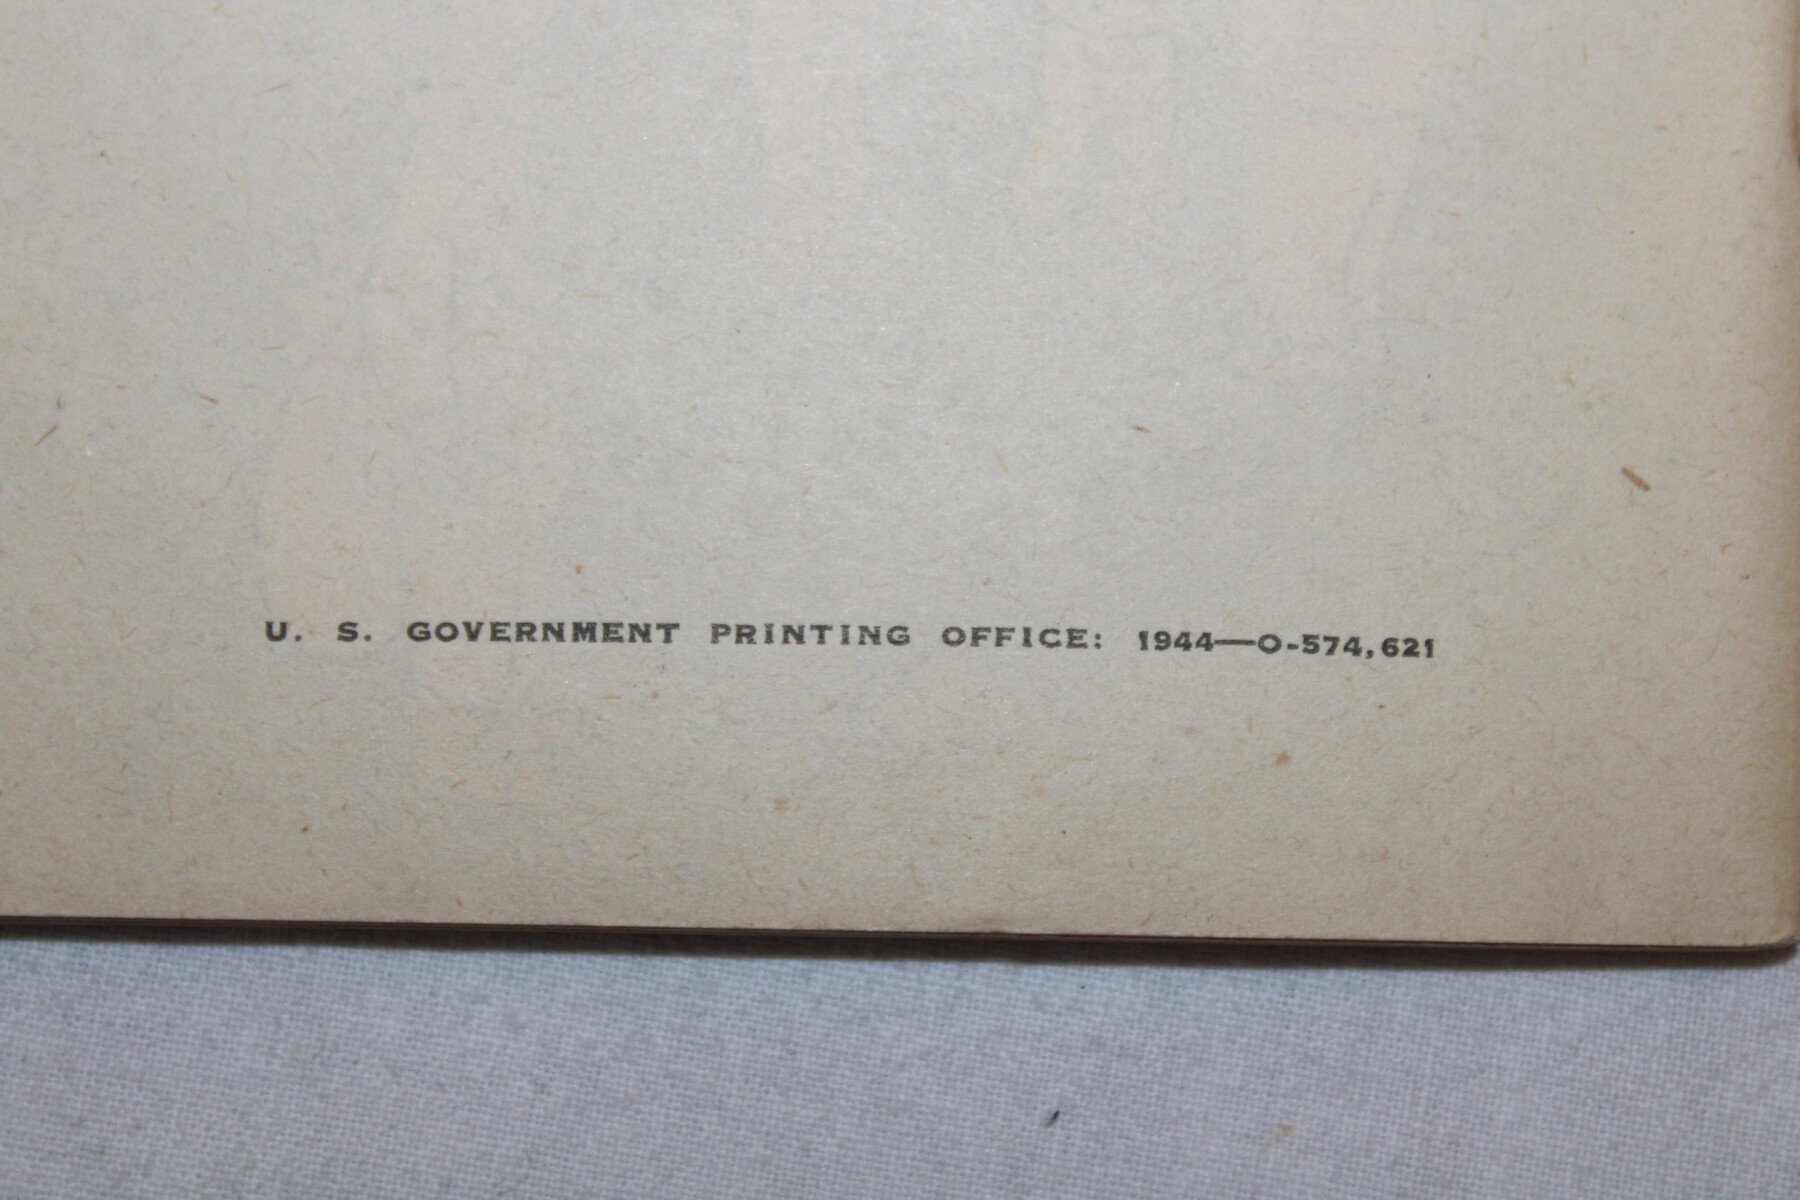 U. S. GOVERNMENT PRINTING OFFICE: 1944—O-574,621